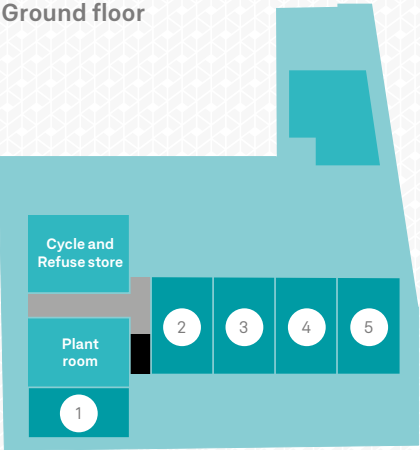 Ground floor
Cycle and
Refuse store
2
3
4
5
Plant
room
1